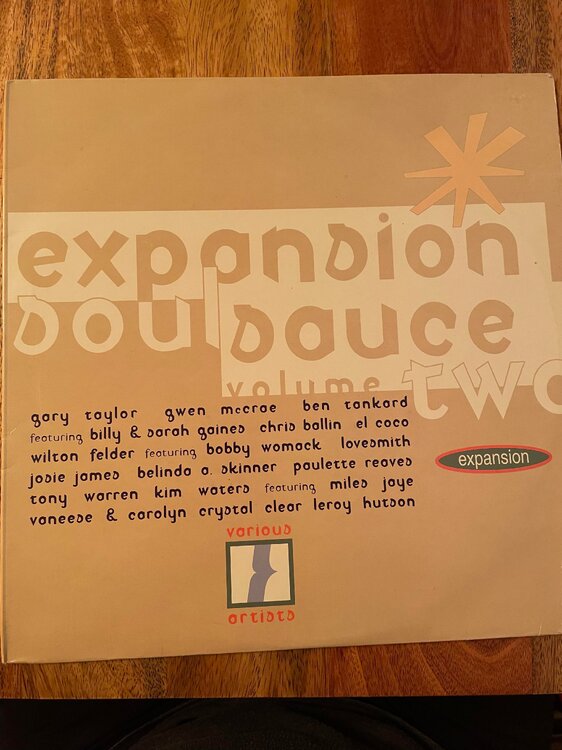 expansion
soul sauce
volume two
gary taylor gwen mccrae ben tankard
featuring billy & sarah gaines chris ballin el coco
wilton felder featuring bobby womack lovesmith
josie james belinda a. skinner paulette reaves
tony warren kim waters featuring miles jaye
vaneese & carolyn crystal clear leroy hutson
expansion
various
artists